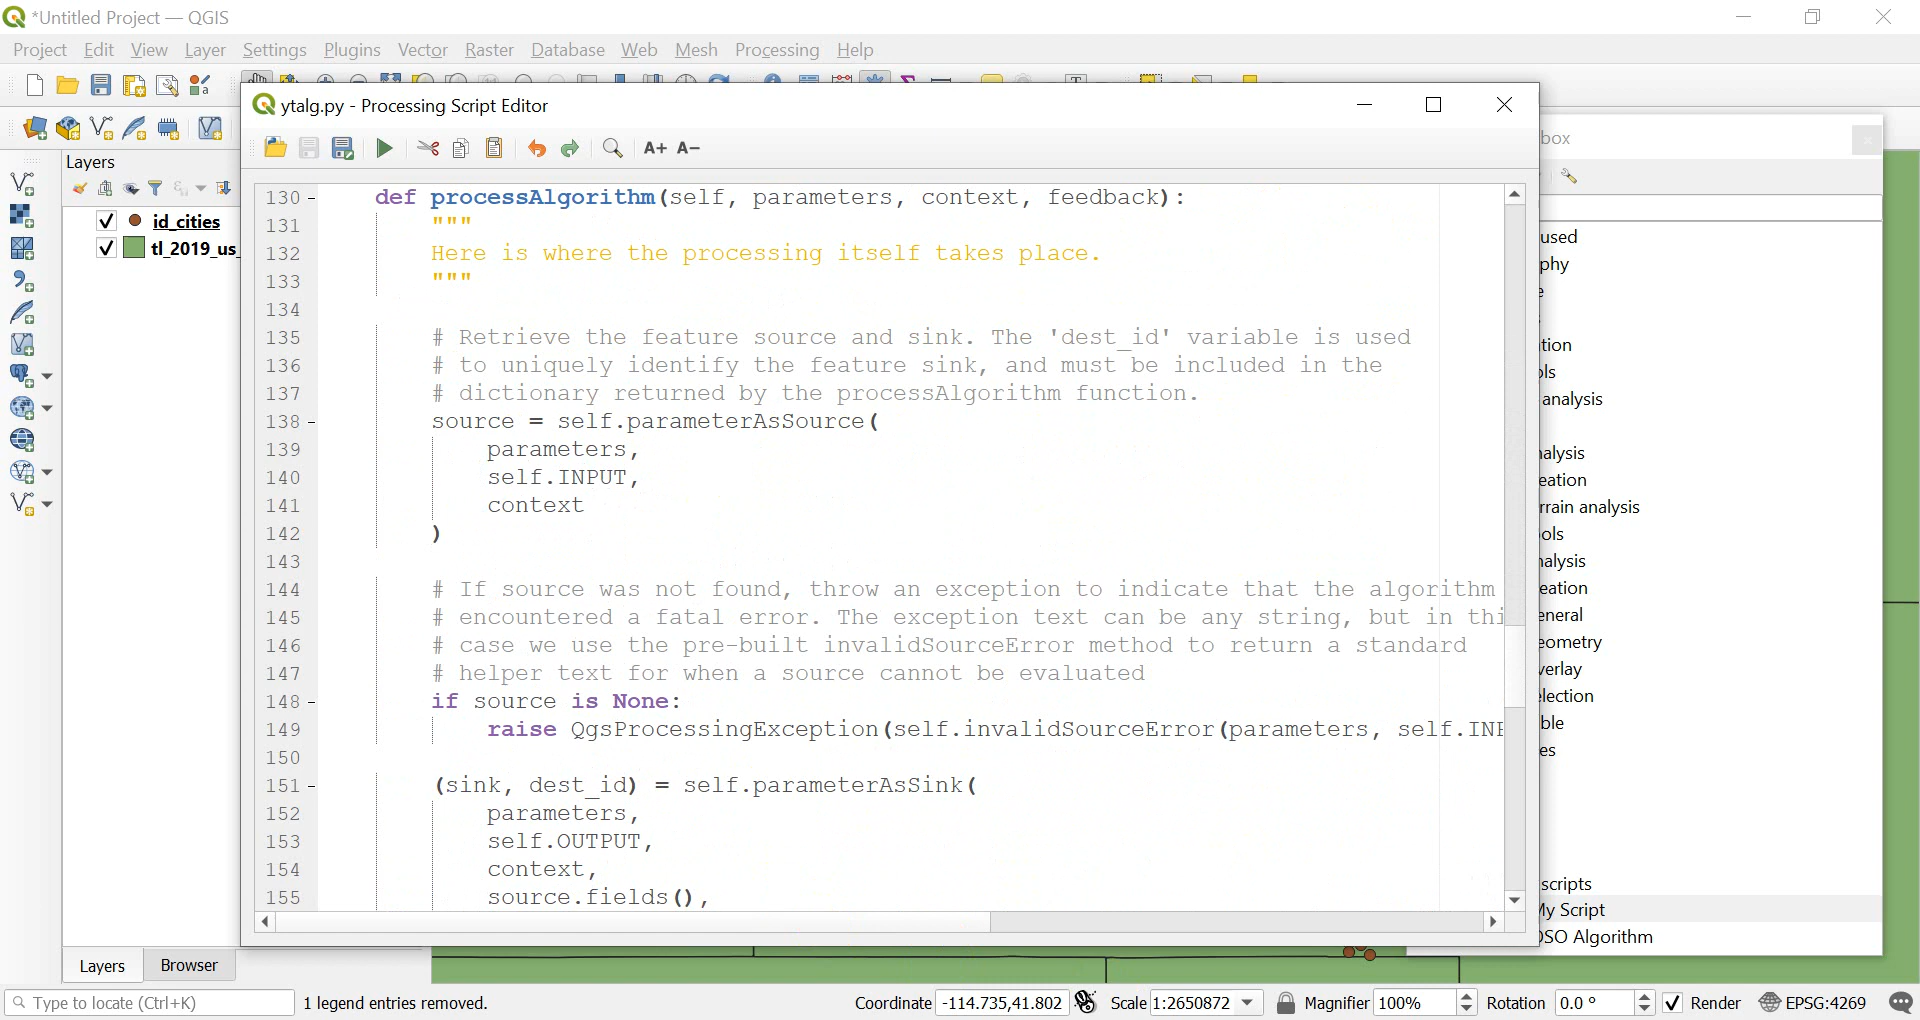 *Untitled Project — QGIS
Project Edit View Layer Settings Plugins Vector Raster Database Web Mesh Processing Help
ytalg.py - Processing Script Editor
A+ A-
Layers
id_cities
tl_2019_us_
130 def processAlgorithm(self, parameters, context, feedback):
131 """
132 Here is where the processing itself takes place.
133 """
134
135 # Retrieve the feature source and sink. The 'dest_id' variable is used
136 # to uniquely identify the feature sink, and must be included in the
137 # dictionary returned by the processAlgorithm function.
138 source = self.parameterAsSource(
139 parameters,
140 self.INPUT,
141 context
142 )
143
144 # If source was not found, throw an exception to indicate that the algorithm
145 # encountered a fatal error. The exception text can be any string, but in thi
146 # case we use the pre-built invalidSourceError method to return a standard
147 # helper text for when a source cannot be evaluated
148 if source is None:
149 raise QgsProcessingException(self.invalidSourceError(parameters, self.INP
150
151 (sink, dest_id) = self.parameterAsSink(
152 parameters,
153 self.OUTPUT,
154 context,
155 source.fields(),
box
used
phy
e
tion
ols
analysis
nalysis
eation
rrain analysis
ools
nalysis
eation
eneral
eometry
verlay
election
ble
es
scripts
My Script
OSO Algorithm
Layers Browser
Type to locate (Ctrl+K) 1 legend entries removed. Coordinate -114.735,41.802 Scale 1:2650872 Magnifier 100% Rotation 0.0 ° Render EPSG:4269